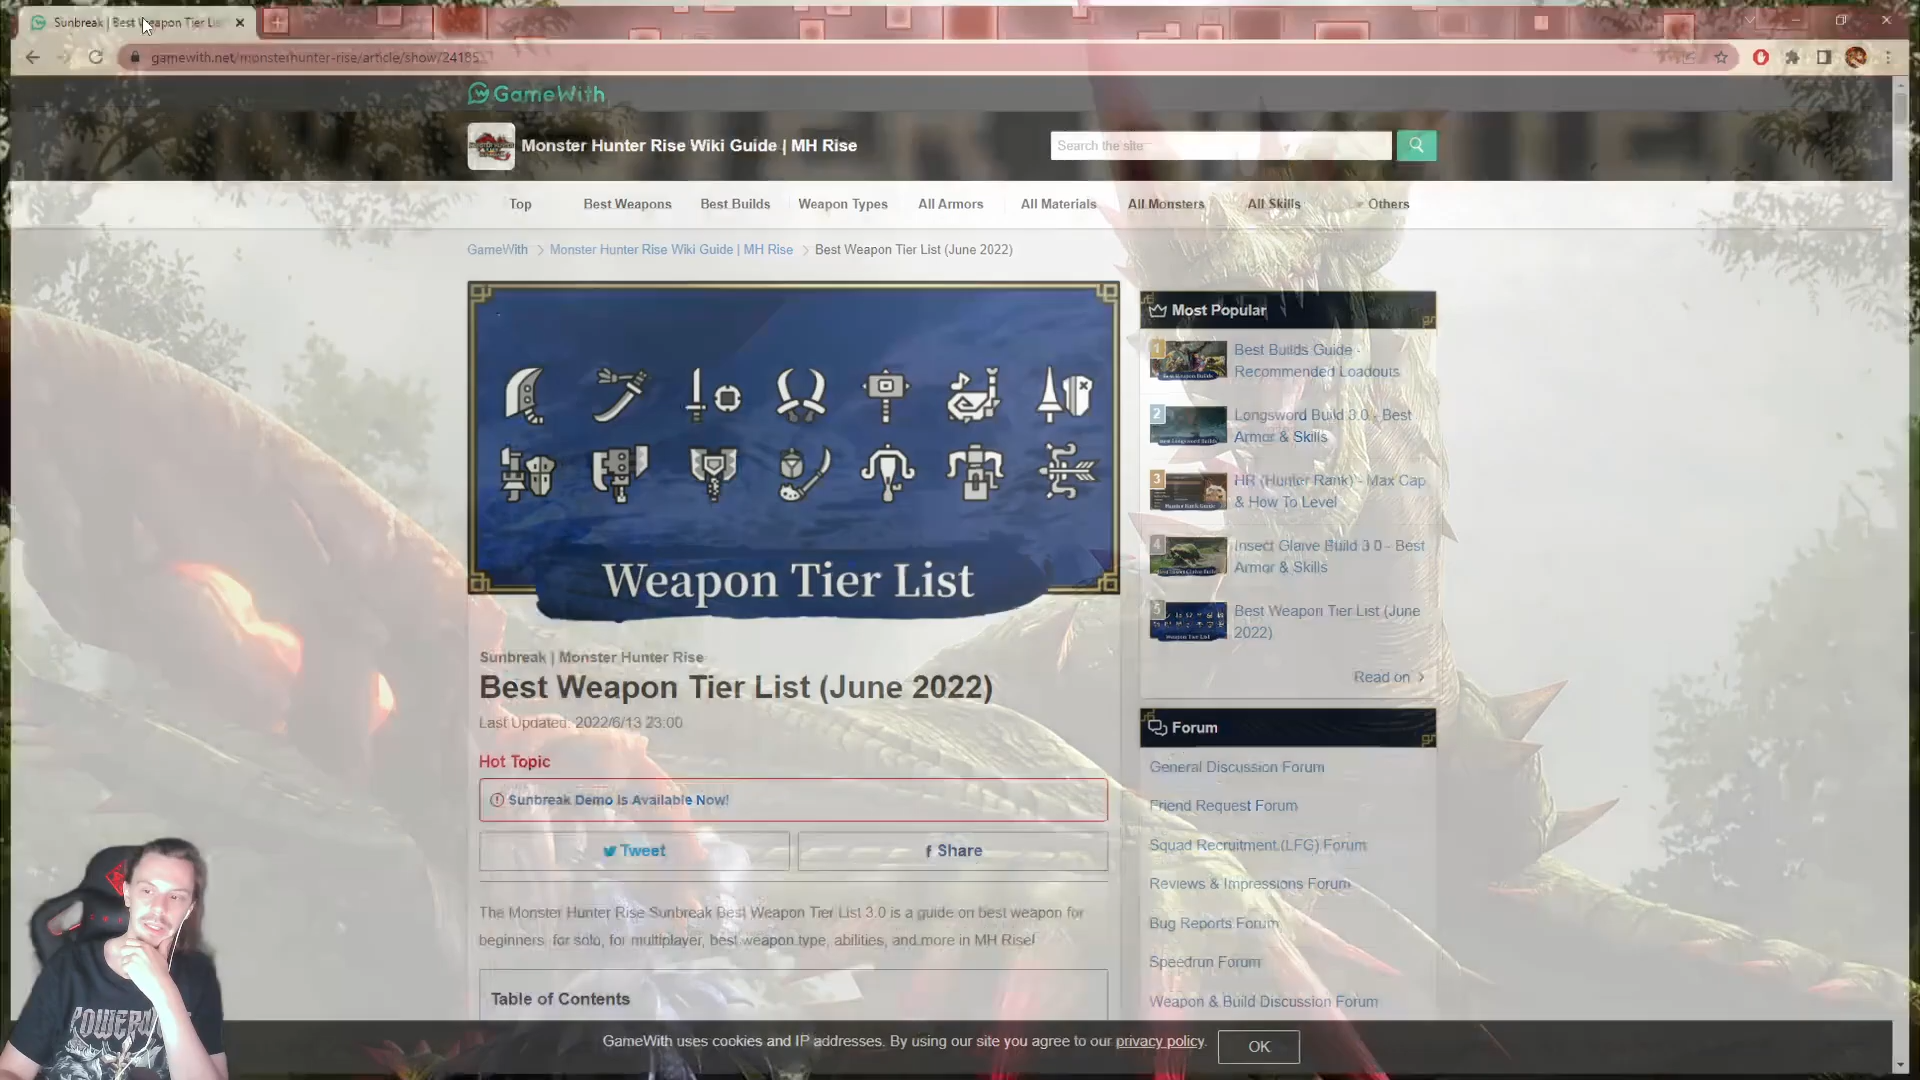 Sunbreak | Best Weapon Tier Lis
gamewith.net/monsterhunter-rise/article/show/24185
GameWith
Monster Hunter Rise Wiki Guide | MH Rise
Search the site
Top
Best Weapons
Best Builds
Weapon Types
All Armors
All Materials
All Monsters
All Skills
Others
GameWith > Monster Hunter Rise Wiki Guide | MH Rise > Best Weapon Tier List (June 2022)
Weapon Tier List
Sunbreak | Monster Hunter Rise
Best Weapon Tier List (June 2022)
Last Updated: 2022/6/13 23:00
Hot Topic
Sunbreak Demo Is Available Now!
Tweet
Share
The Monster Hunter Rise Sunbreak Best Weapon Tier List 3.0 is a guide on best weapon for
beginners, for solo, for multiplayer, best weapon type, abilities, and more in MH Rise!
Table of Contents
Most Popular
1
Best Builds Guide -
Recommended Loadouts
2
Longsword Build 3.0 - Best
Armor & Skills
3
HR (Hunter Rank) - Max Cap
& How To Level
4
Insect Glaive Build 3.0 - Best
Armor & Skills
5
Weapon Tier List
Best Weapon Tier List (June
2022)
Read on >
Forum
General Discussion Forum
Friend Request Forum
Squad Recruitment (LFG) Forum
Reviews & Impressions Forum
Bug Reports Forum
Speedrun Forum
Weapon & Build Discussion Forum
GameWith uses cookies and IP addresses. By using our site you agree to our privacy policy.
OK